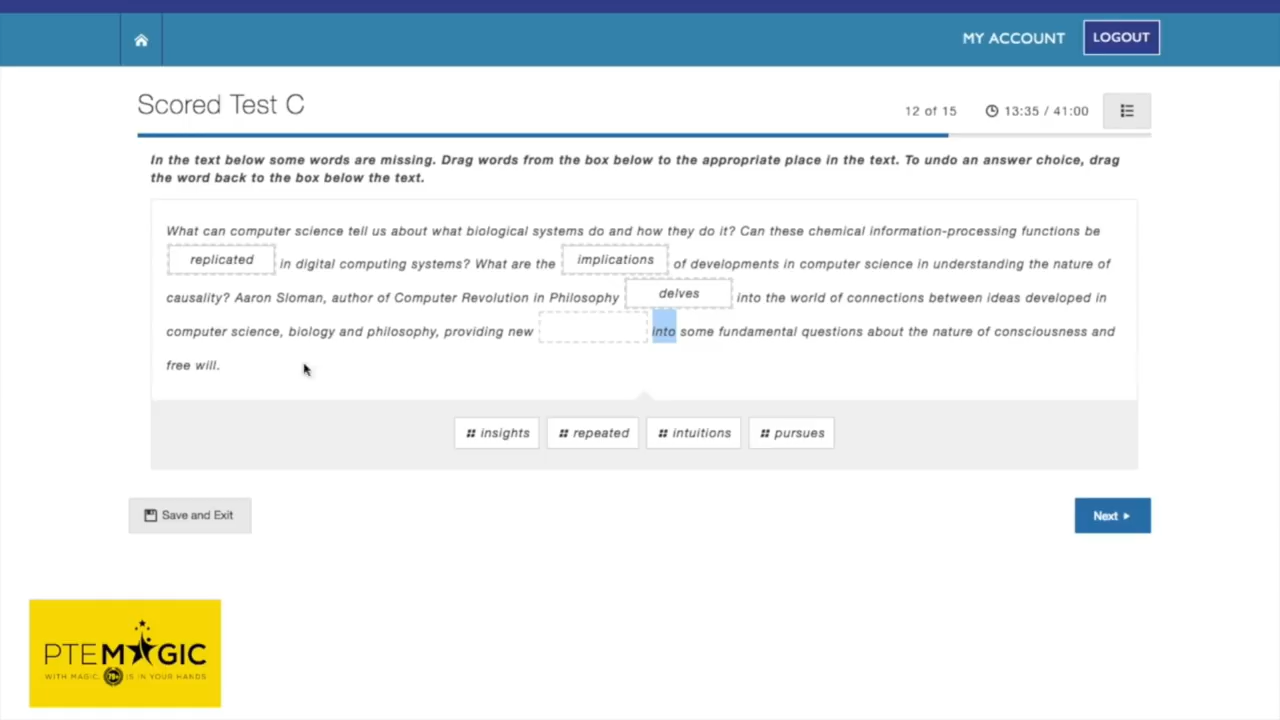 MY ACCOUNT LOGOUT
Scored Test C
12 of 15 13:35 / 41:00
In the text below some words are missing. Drag words from the box below to the appropriate place in the text. To undo an answer choice, drag
the word back to the box below the text.
What can computer science tell us about what biological systems do and how they do it? Can these chemical information-processing functions be
replicated in digital computing systems? What are the implications of developments in computer science in understanding the nature of
causality? Aaron Sloman, author of Computer Revolution in Philosophy delves into the world of connections between ideas developed in
computer science, biology and philosophy, providing new into some fundamental questions about the nature of consciousness and
free will.
insights repeated intuitions pursues
Save and Exit Next
PTEMAGIC
WITH MAGIC, 79+ IS IN YOUR HANDS